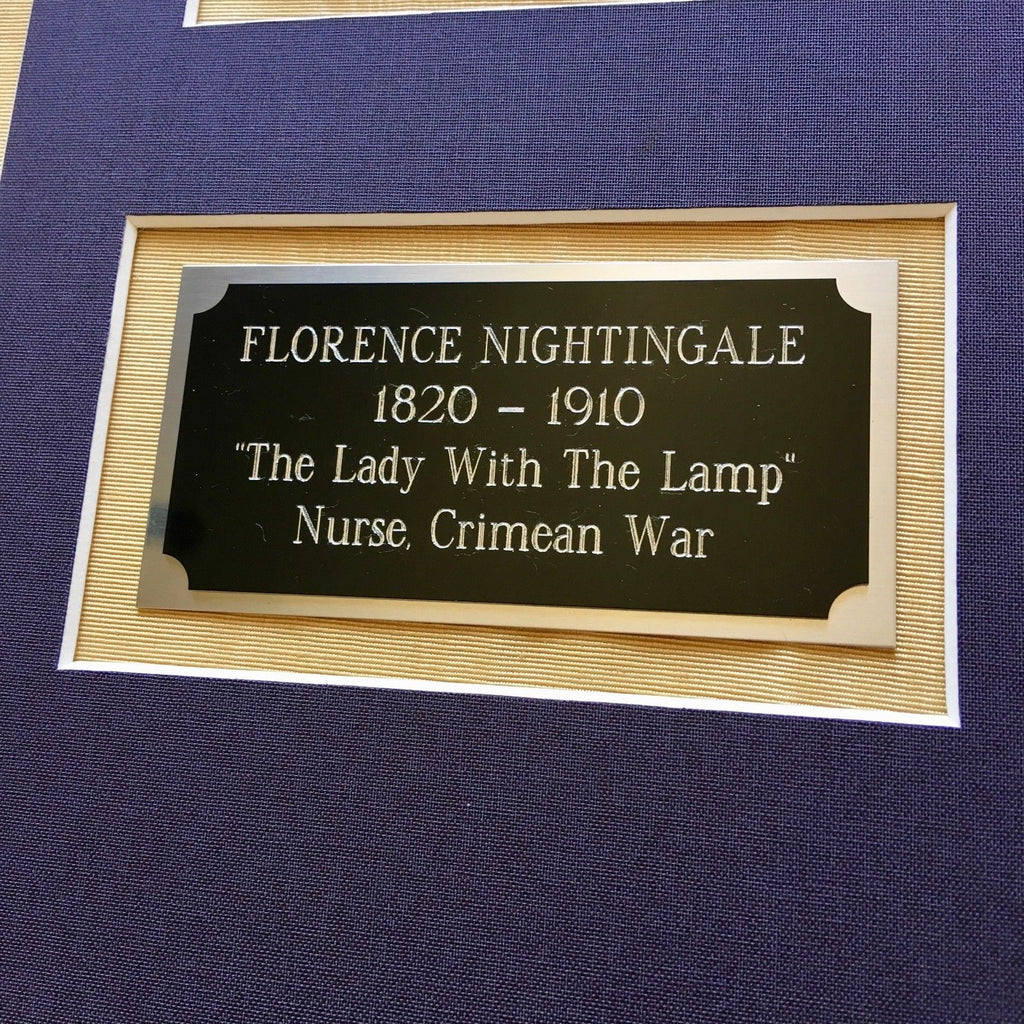 FLORENCE NIGHTINGALE
1820 – 1910
"The Lady With The Lamp"
Nurse, Crimean War